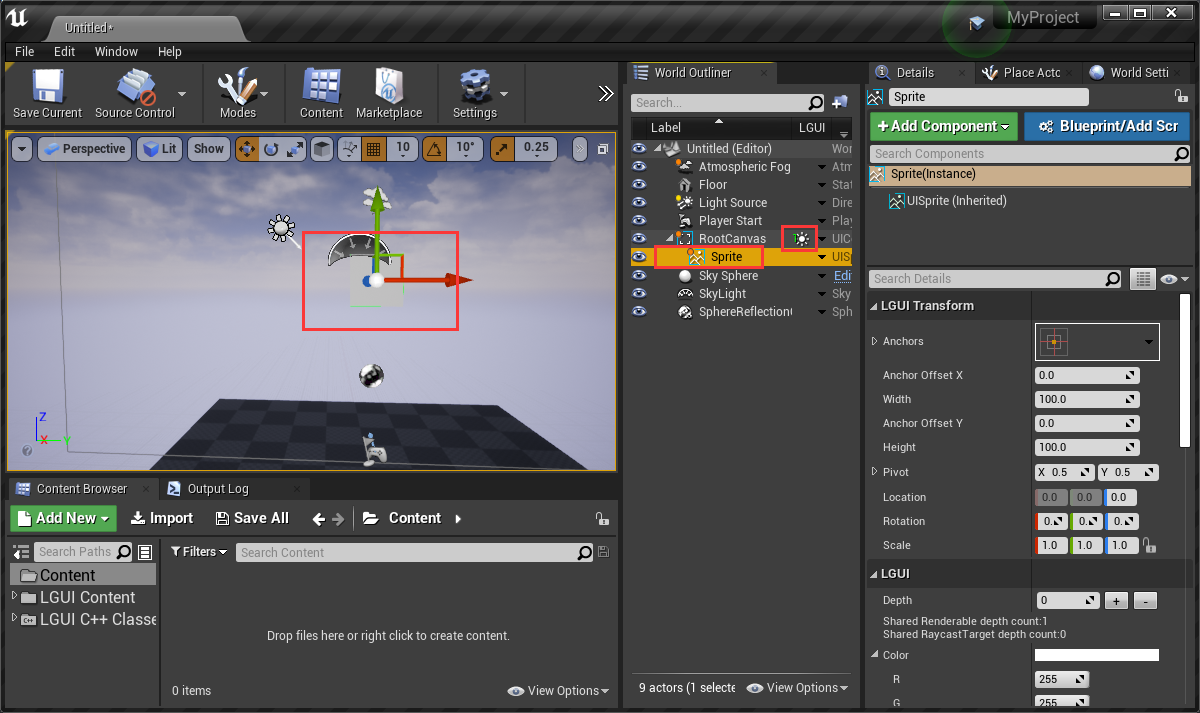 Untitled*
MyProject
File Edit Window Help
Save Current
Source Control
Modes
Content
Marketplace
Settings
Perspective
Lit
Show
10
10°
0.25
Z
X
Y
Content Browser
Output Log
Add New
Import
Save All
Content
Search Paths
Filters
Search Content
Content
LGUI Content
LGUI C++ Classe
Drop files here or right click to create content.
0 items
View Options
World Outliner
Search...
Label
LGUI
Untitled (Editor) Wor
Atmospheric Fog Atm
Floor Stat
Light Source Dire
Player Start Play
RootCanvas UIC
Sprite UISp
Sky Sphere Edi
SkyLight Sky
SphereReflection Sph
9 actors (1 selecte
View Options
Details
Place Acto
World Setti
Sprite
Add Component
Blueprint/Add Scr
Search Components
Sprite(Instance)
UISprite (Inherited)
Search Details
LGUI Transform
Anchors
Anchor Offset X 0.0
Width 100.0
Anchor Offset Y 0.0
Height 100.0
Pivot X 0.5 Y 0.5
Location 0.0 0.0 0.0
Rotation 0. 0. 0.
Scale 1.0 1.0 1.0
LGUI
Depth 0 + -
Shared Renderable depth count:1
Shared RaycastTarget depth count:0
Color
R 255
G 255